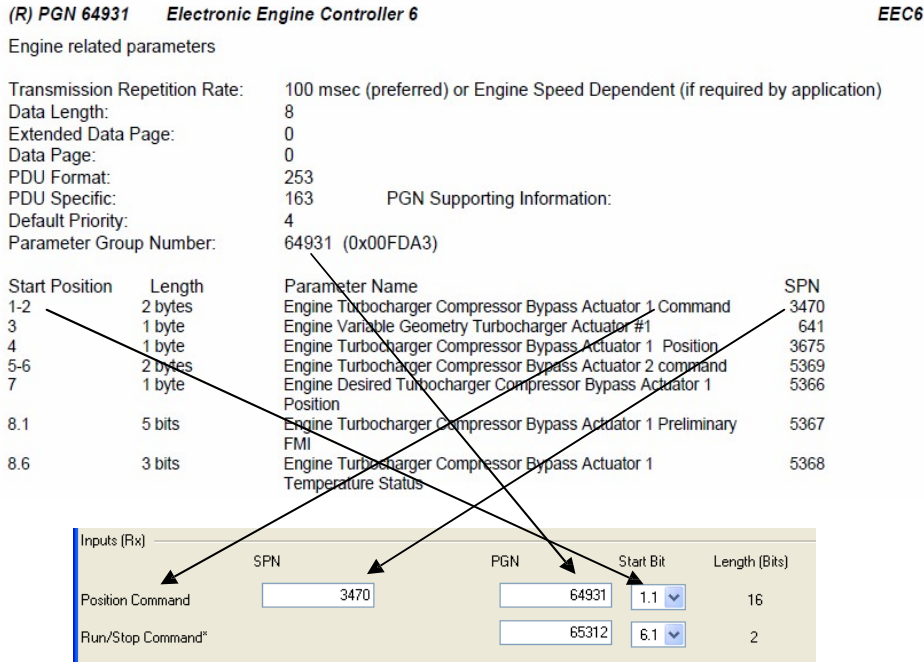 (R) PGN 64931 Electronic Engine Controller 6 EEC6
Engine related parameters
Transmission Repetition Rate: 100 msec (preferred) or Engine Speed Dependent (if required by application)
Data Length: 8
Extended Data Page: 0
Data Page: 0
PDU Format: 253
PDU Specific: 163 PGN Supporting Information:
Default Priority: 4
Parameter Group Number: 64931 (0x00FDA3)
Start Position Length Parameter Name SPN
1-2 2 bytes Engine Turbocharger Compressor Bypass Actuator 1 Command 3470
3 1 byte Engine Variable Geometry Turbocharger Actuator #1 641
4 1 byte Engine Turbocharger Compressor Bypass Actuator 1 Position 3675
5-6 2 bytes Engine Turbocharger Compressor Bypass Actuator 2 command 5369
7 1 byte Engine Desired Turbocharger Compressor Bypass Actuator 1 5366
Position
8.1 5 bits Engine Turbocharger Compressor Bypass Actuator 1 Preliminary 5367
FMI
8.6 3 bits Engine Turbocharger Compressor Bypass Actuator 1 5368
Temperature Status
Inputs (Rx)
SPN PGN Start Bit Length (Bits)
Position Command 3470 64931 1.1 16
Run/Stop Command* 65312 6.1 2